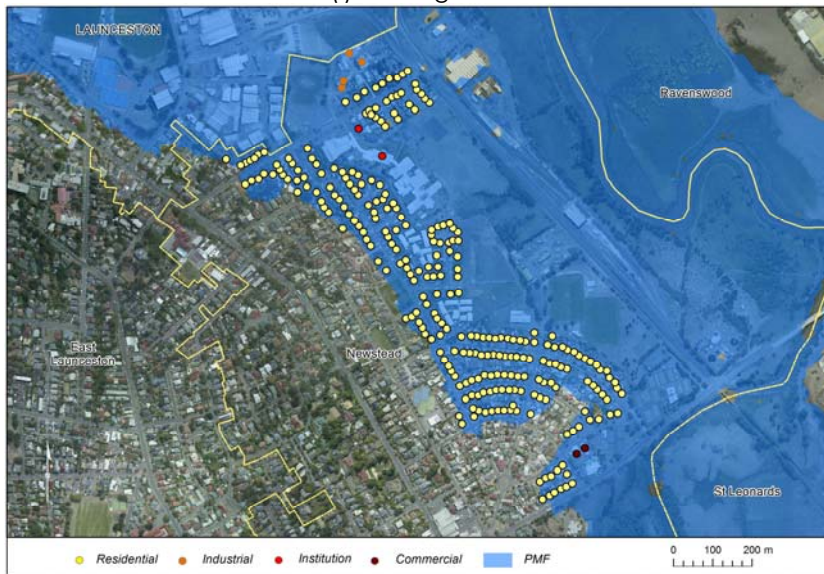 LAUNCESTON
Ravenswood
East
Launceston
Newstead
St Leonards
Residential Industrial Institution Commercial PMF
0 100 200 m